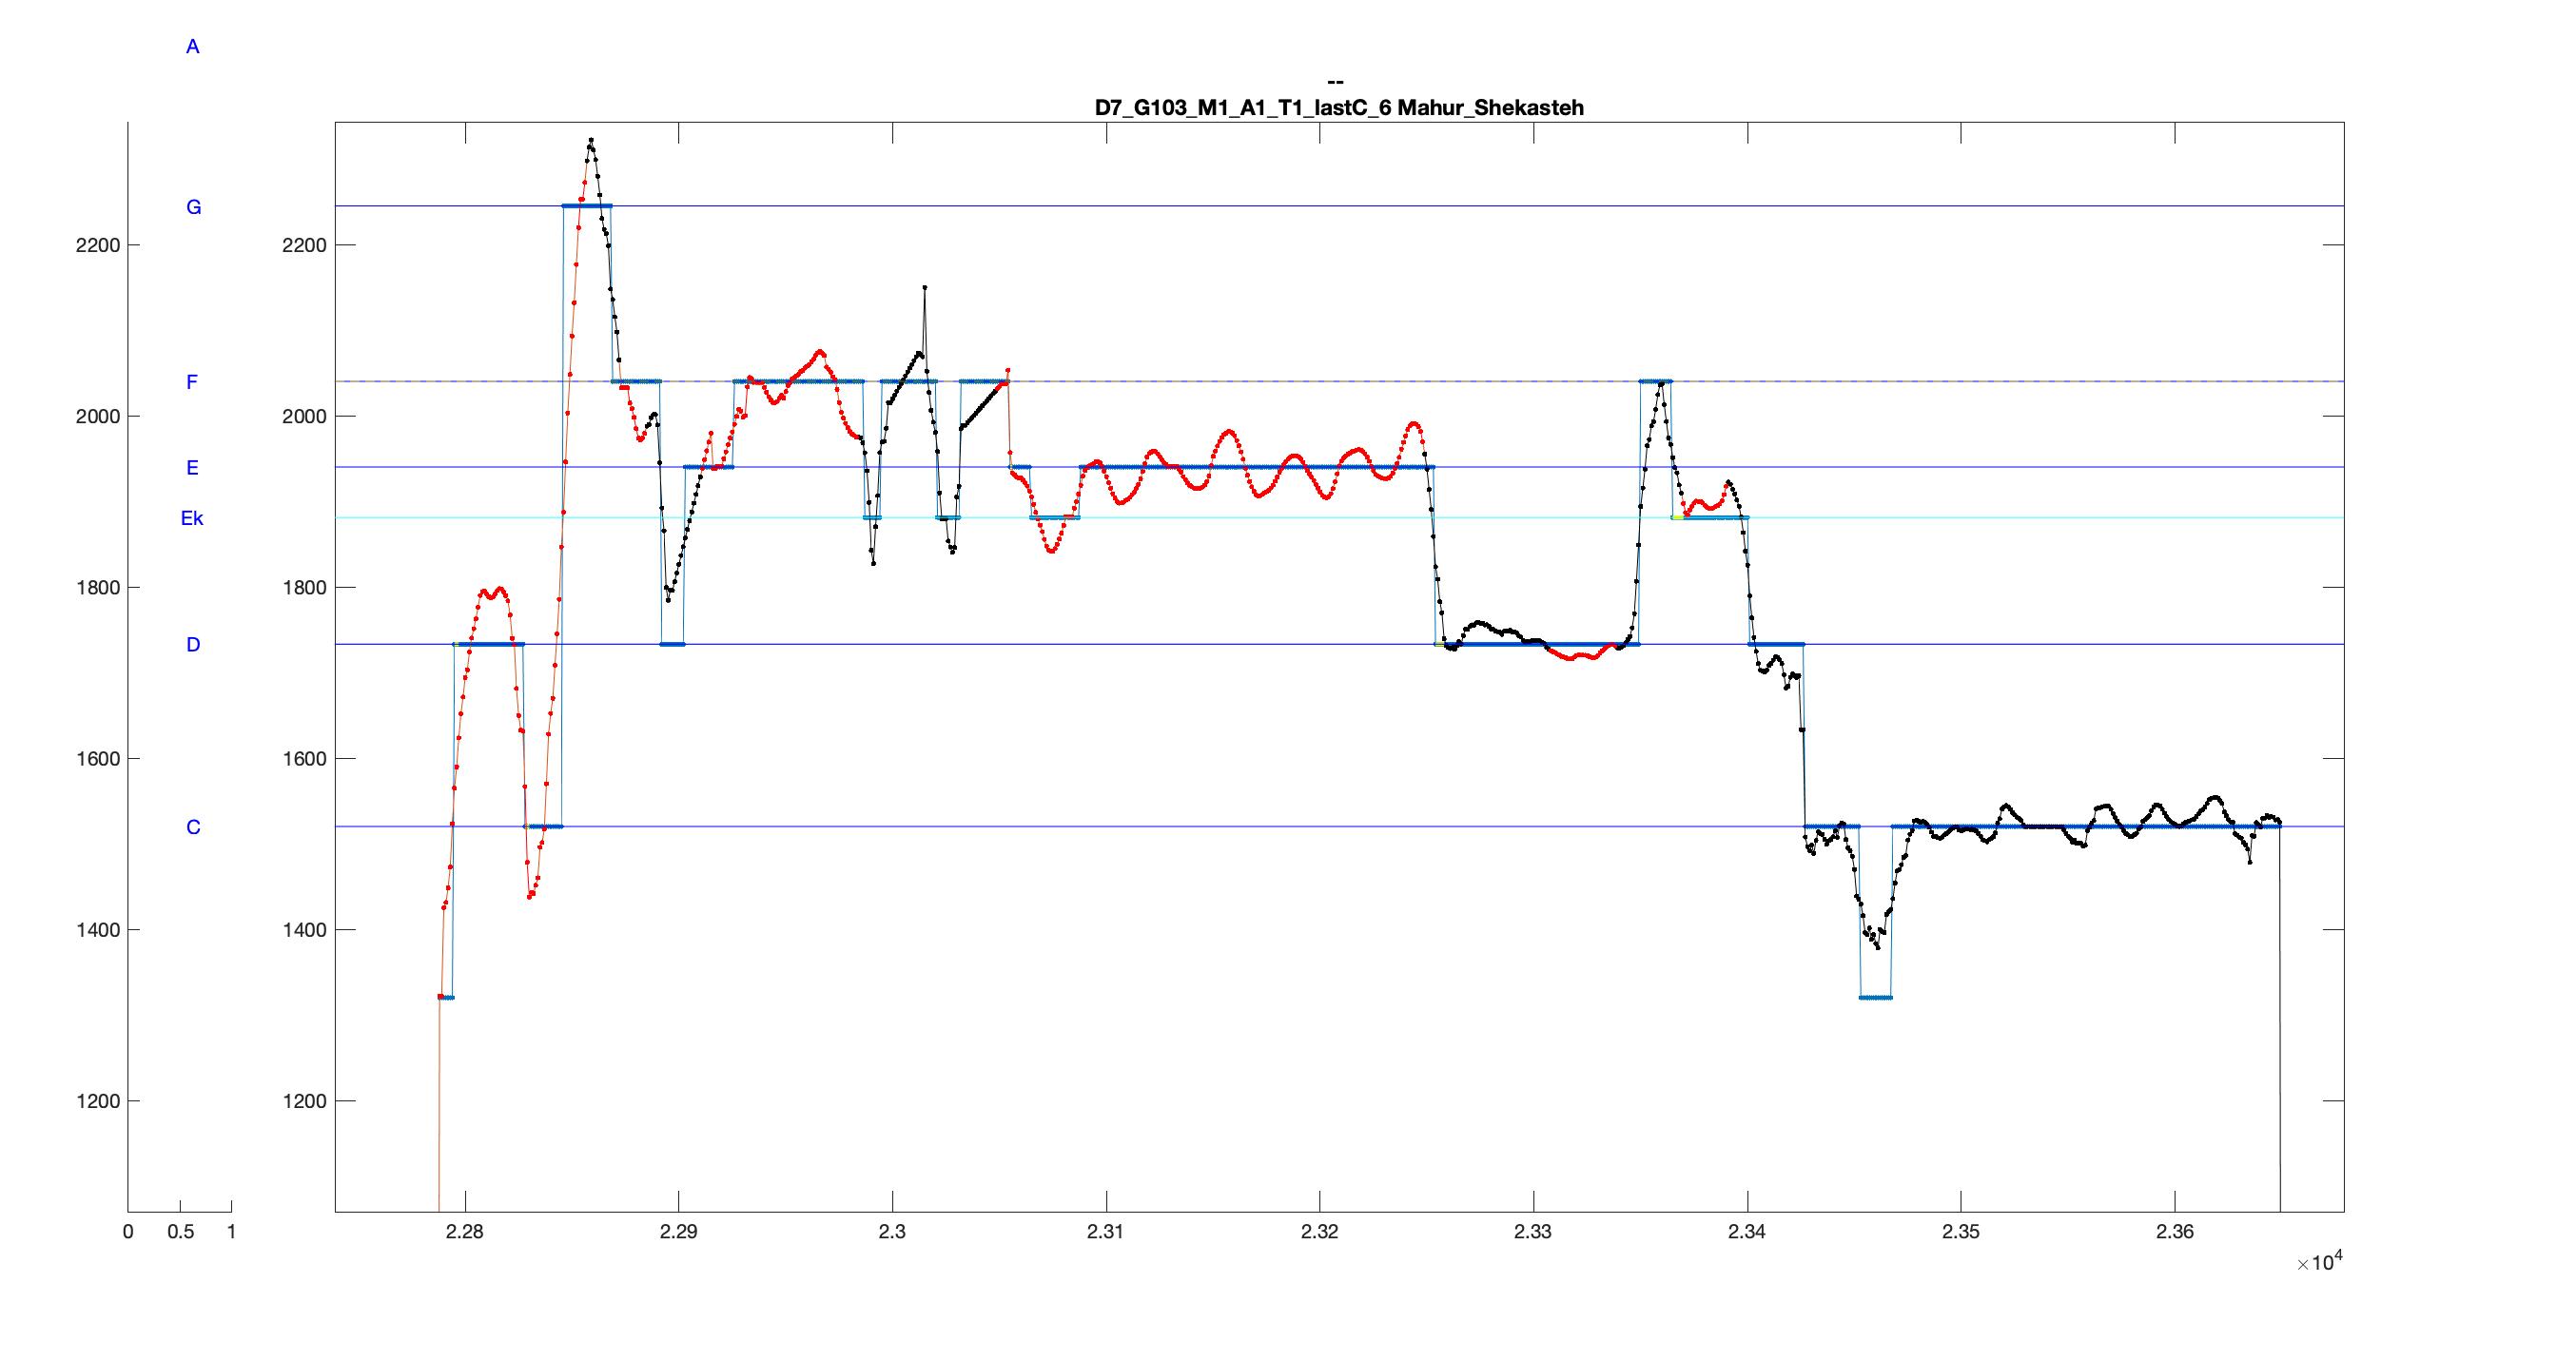 A
--
D7_G103_M1_A1_T1_lastC_6 Mahur_Shekasteh
G
2200 2200
F
2000 2000
E
Ek
1800 1800
D
1600 1600
C
1400 1400
1200 1200
0 0.5 1 2.28 2.29 2.3 2.31 2.32 2.33 2.34 2.35 2.36
×10⁴